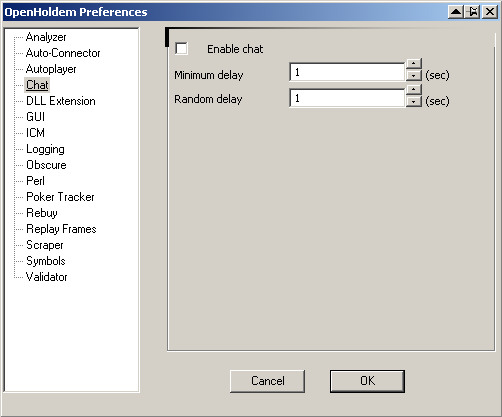 OpenHoldem Preferences
Analyzer
Auto-Connector
Autoplayer
Chat
DLL Extension
GUI
ICM
Logging
Obscure
Perl
Poker Tracker
Rebuy
Replay Frames
Scraper
Symbols
Validator
Enable chat
Minimum delay 1 (sec)
Random delay 1 (sec)
Cancel OK